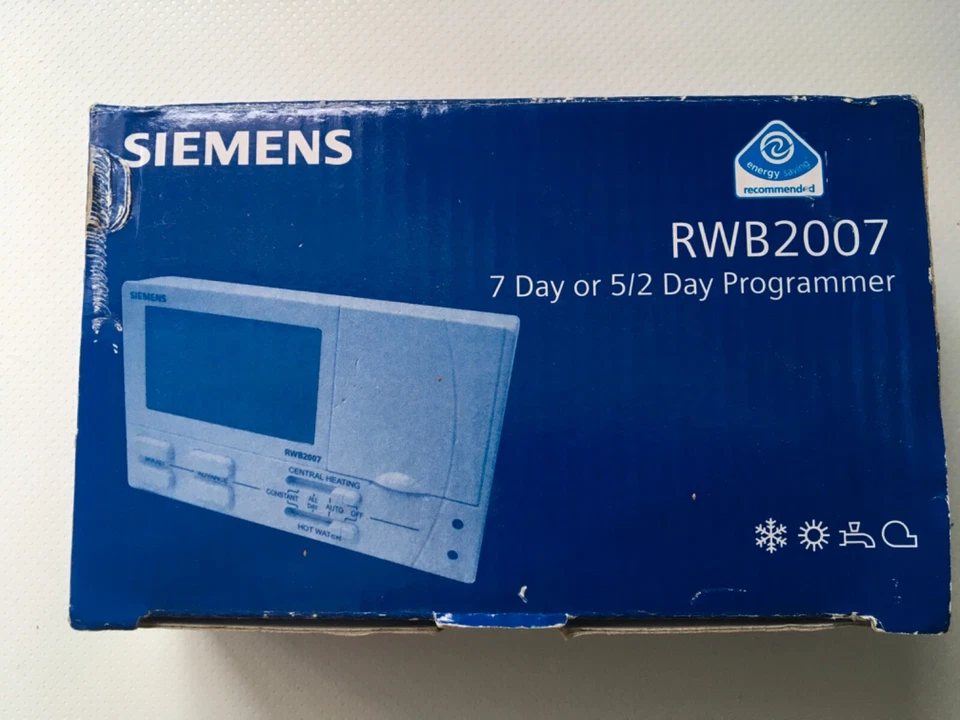 SIEMENS
energy saving
recommended
RWB2007
7 Day or 5/2 Day Programmer
SIEMENS
RWB2007
CENTRAL HEATING
CONSTANT
ALL
DAY
AUTO
OFF
HOT WATER